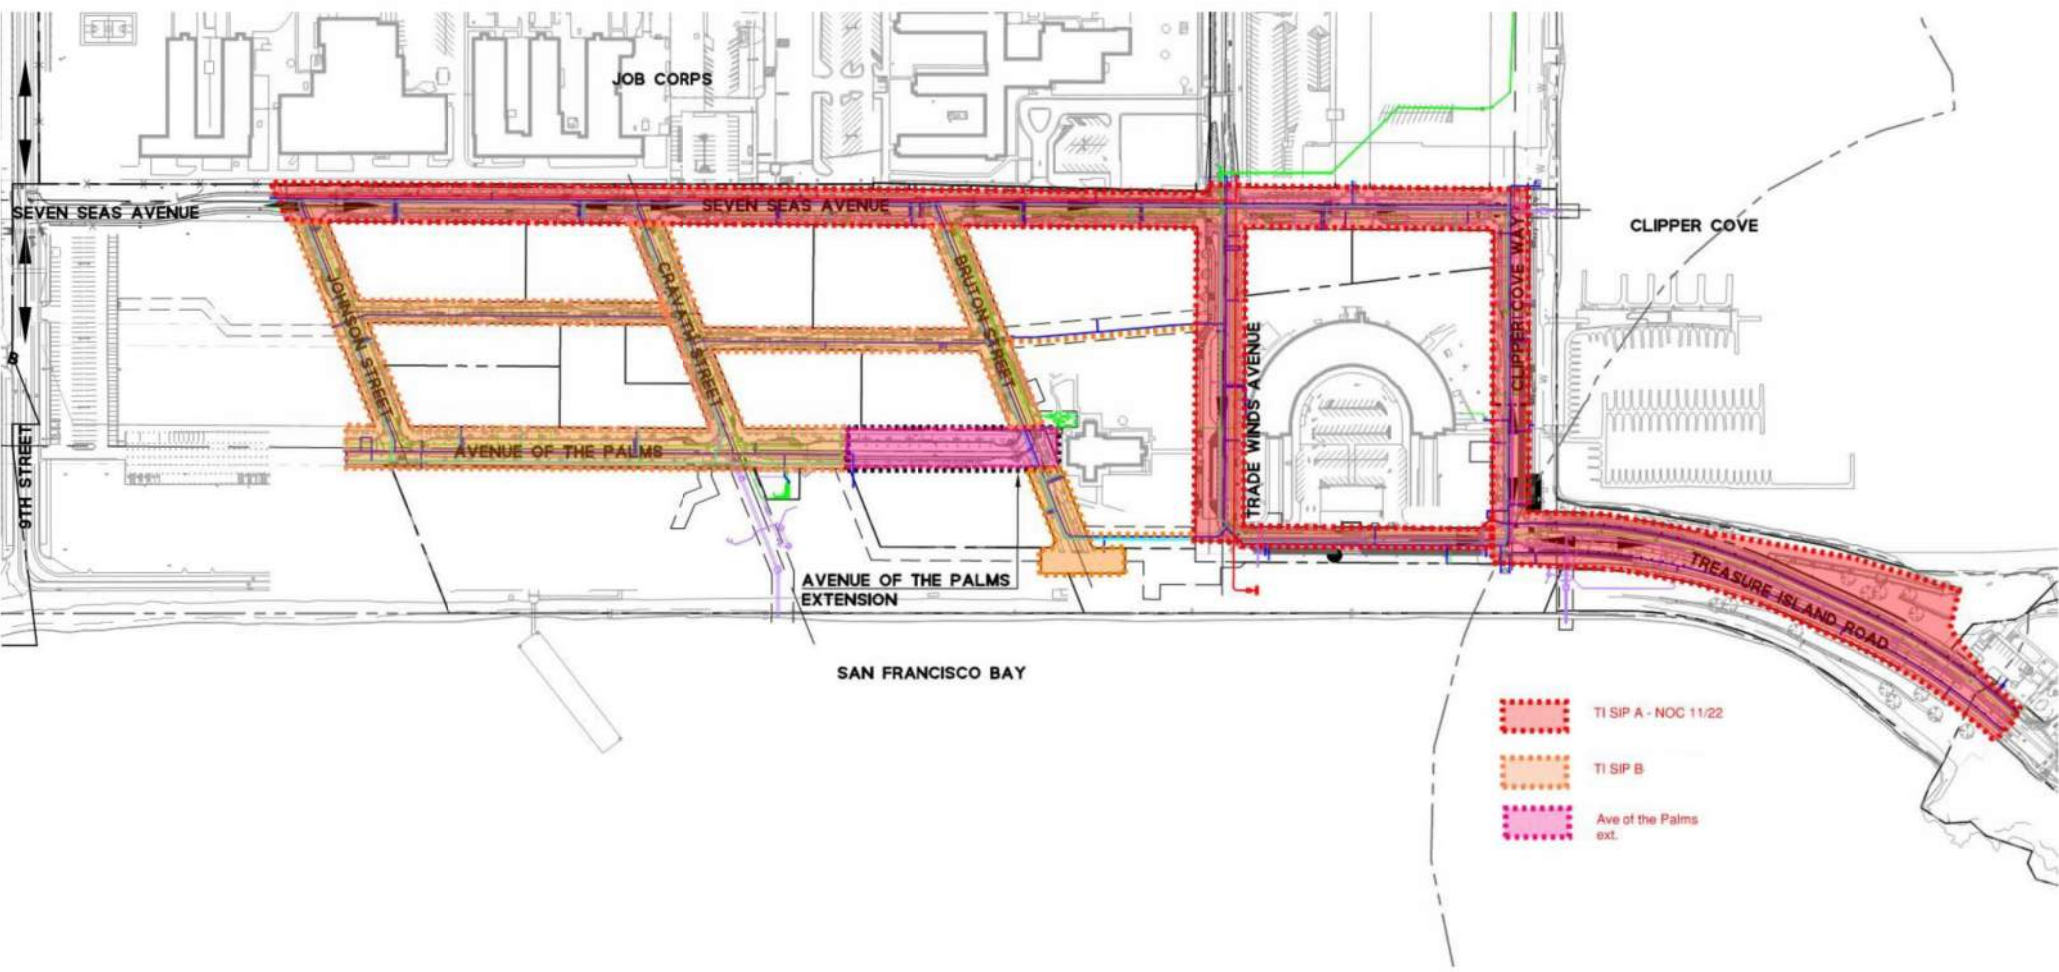 JOB CORPS
SEVEN SEAS AVENUE
SEVEN SEAS AVENUE
CLIPPER COVE
JOHNSON STREET
CRAVATH STREET
BRUTON STREET
TRADE WINDS AVENUE
CLIPPER COVE WAY
9TH STREET
AVENUE OF THE PALMS
AVENUE OF THE PALMS
EXTENSION
TREASURE ISLAND ROAD
SAN FRANCISCO BAY
TI SIP A - NOC 11/22
TI SIP B
Ave of the Palms
ext.